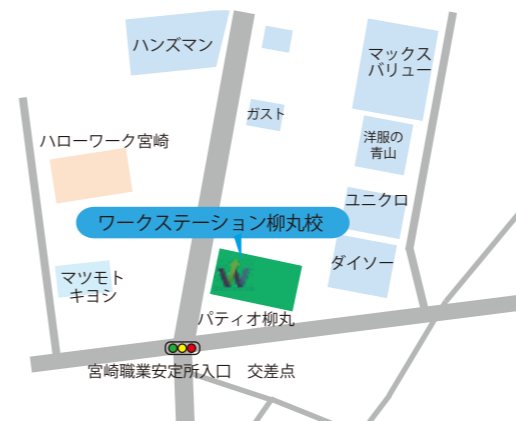 ハンズマン
マックス
バリュー
ガスト
洋服の
青山
ハローワーク宮崎
ユニクロ
ワークステーション柳丸校
ダイソー
マツモト
キヨシ
W
パティオ柳丸
宮崎職業安定所入口　交差点